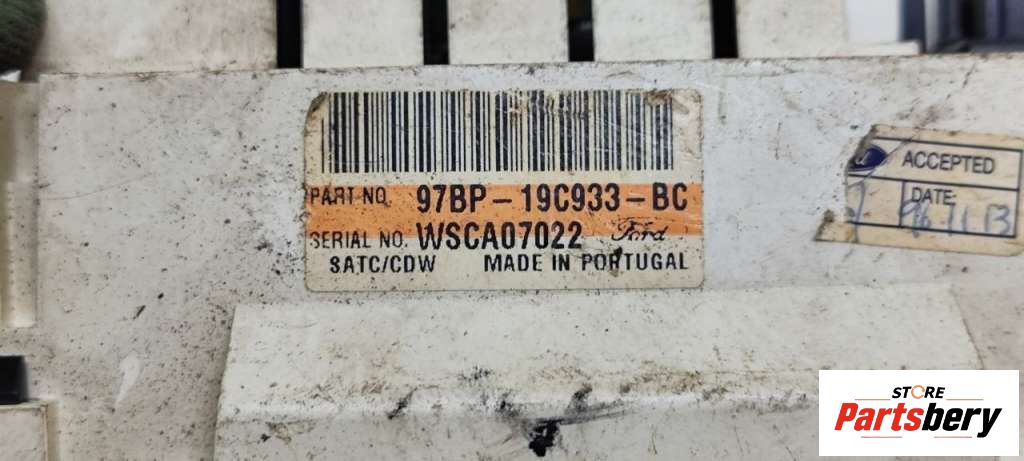 PART NO. 97BP-19C933-BC
SERIAL NO. WSCA07022 Ford
SATC/CDW MADE IN PORTUGAL
ACCEPTED
DATE:
STORE
Partsbery